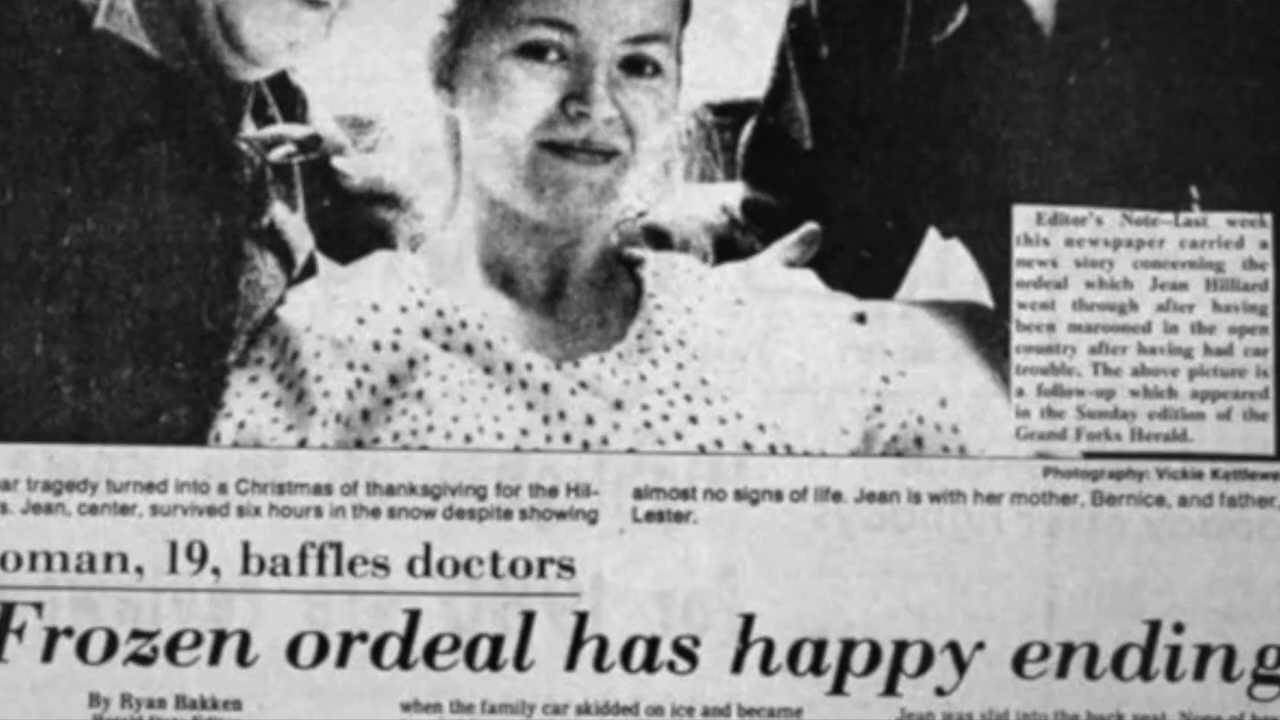 Editor's Note—Last week
this newspaper carried a
news story concerning the
ordeal which Jean Hilliard
went through after having
been marooned in the open
country after having had car
trouble. The above picture is
a follow-up which appeared
in the Sunday edition of the
Grand Forks Herald.
Photography: Vickie Kettlewe
ar tragedy turned into a Christmas of thanksgiving for the Hil-
s. Jean, center, survived six hours in the snow despite showing
almost no signs of life. Jean is with her mother, Bernice, and father,
Lester.
oman, 19, baffles doctors
Frozen ordeal has happy ending
By Ryan Bakken
when the family car skidded on ice and became
Jean was slid into the back seat. None of